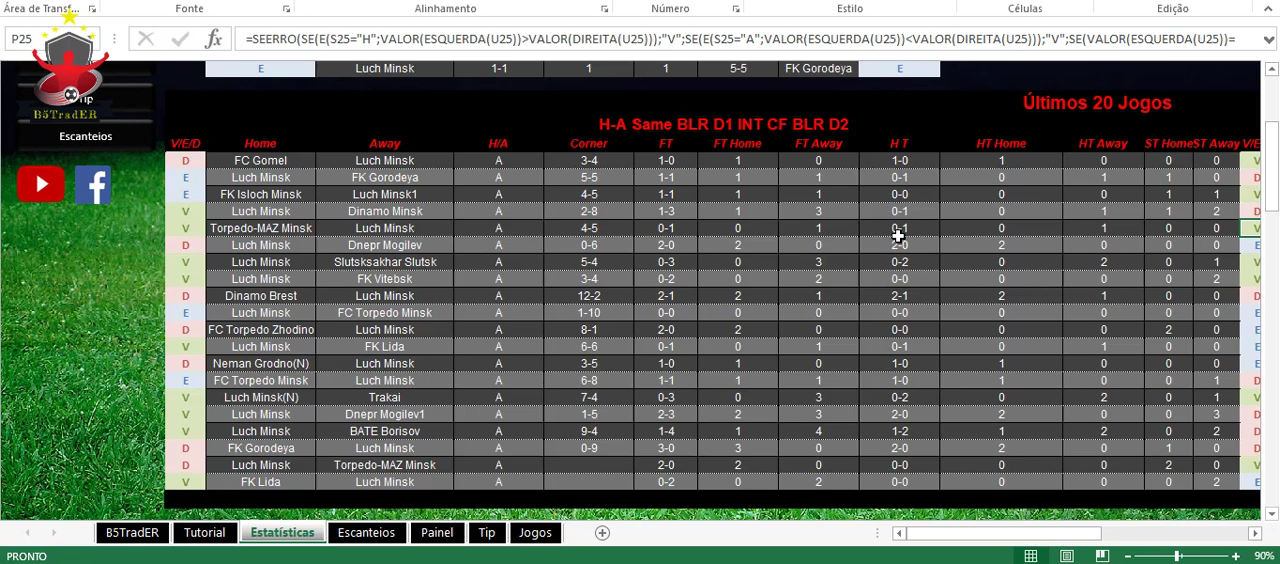 Área de Transf... Fonte Alinhamento Número Estilo Células Edição
P25 fx =SEERRO(SE(E(S25="H";VALOR(ESQUERDA(U25))>VALOR(DIREITA(U25)));"V";SE(E(S25="A";VALOR(ESQUERDA(U25))<VALOR(DIREITA(U25)));"V";SE(VALOR(ESQUERDA(U25))=
E Luch Minsk 1-1 1 1 5-5 FK Gorodeya E
B5TradER
Escanteios
Últimos 20 Jogos
H-A Same BLR D1 INT CF BLR D2
V/E/D Home Away H/A Corner FT FT Home FT Away H T HT Home HT Away ST Home ST Away V/E
D FC Gomel Luch Minsk A 3-4 1-0 1 0 1-0 1 0 0 0 V
E Luch Minsk FK Gorodeya A 5-5 1-1 1 1 0-1 0 1 1 0 D
E FK Isloch Minsk Luch Minsk1 A 4-5 1-1 1 1 0-0 0 0 1 1 V
V Luch Minsk Dinamo Minsk A 2-8 1-3 1 3 0-1 0 1 1 2 D
V Torpedo-MAZ Minsk Luch Minsk A 4-5 0-1 0 1 0-1 0 1 0 0 V
D Luch Minsk Dnepr Mogilev A 0-6 2-0 2 0 2-0 2 0 0 0 E
V Luch Minsk Slutsksakhar Slutsk A 5-4 0-3 0 3 0-2 0 2 0 1 V
V Luch Minsk FK Vitebsk A 3-4 0-2 0 2 0-0 0 0 0 2 V
D Dinamo Brest Luch Minsk A 12-2 2-1 2 1 2-1 2 1 0 0 D
E Luch Minsk FC Torpedo Minsk A 1-10 0-0 0 0 0-0 0 0 0 0 E
D FC Torpedo Zhodino Luch Minsk A 8-1 2-0 2 0 0-0 0 0 2 0 E
V Luch Minsk FK Lida A 6-6 0-1 0 1 0-1 0 1 0 0 E
D Neman Grodno(N) Luch Minsk A 3-5 1-0 1 0 1-0 1 0 0 0 E
E FC Torpedo Minsk Luch Minsk A 6-8 1-1 1 1 1-0 1 0 0 1 D
V Luch Minsk(N) Trakai A 7-4 0-3 0 3 0-2 0 2 0 1 V
V Luch Minsk Dnepr Mogilev1 A 1-5 2-3 2 3 2-0 2 0 0 3 D
V Luch Minsk BATE Borisov A 9-4 1-4 1 4 1-2 1 2 0 2 D
D FK Gorodeya Luch Minsk A 0-9 3-0 3 0 2-0 2 0 1 0 D
D Luch Minsk Torpedo-MAZ Minsk A 2-0 2 0 0-0 0 0 2 0 V
V FK Lida Luch Minsk A 0-2 0 2 0-0 0 0 0 2 E
B5TradER Tutorial Estatísticas Escanteios Painel Tip Jogos
PRONTO 90%